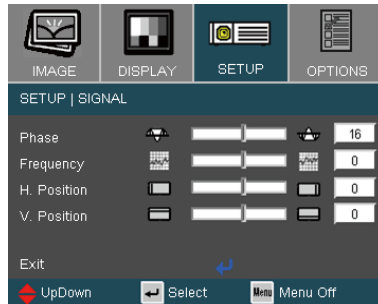 IMAGE DISPLAY SETUP OPTIONS
SETUP | SIGNAL
Phase 16
Frequency 0
H. Position 0
V. Position 0
Exit
UpDown Select Menu Menu Off